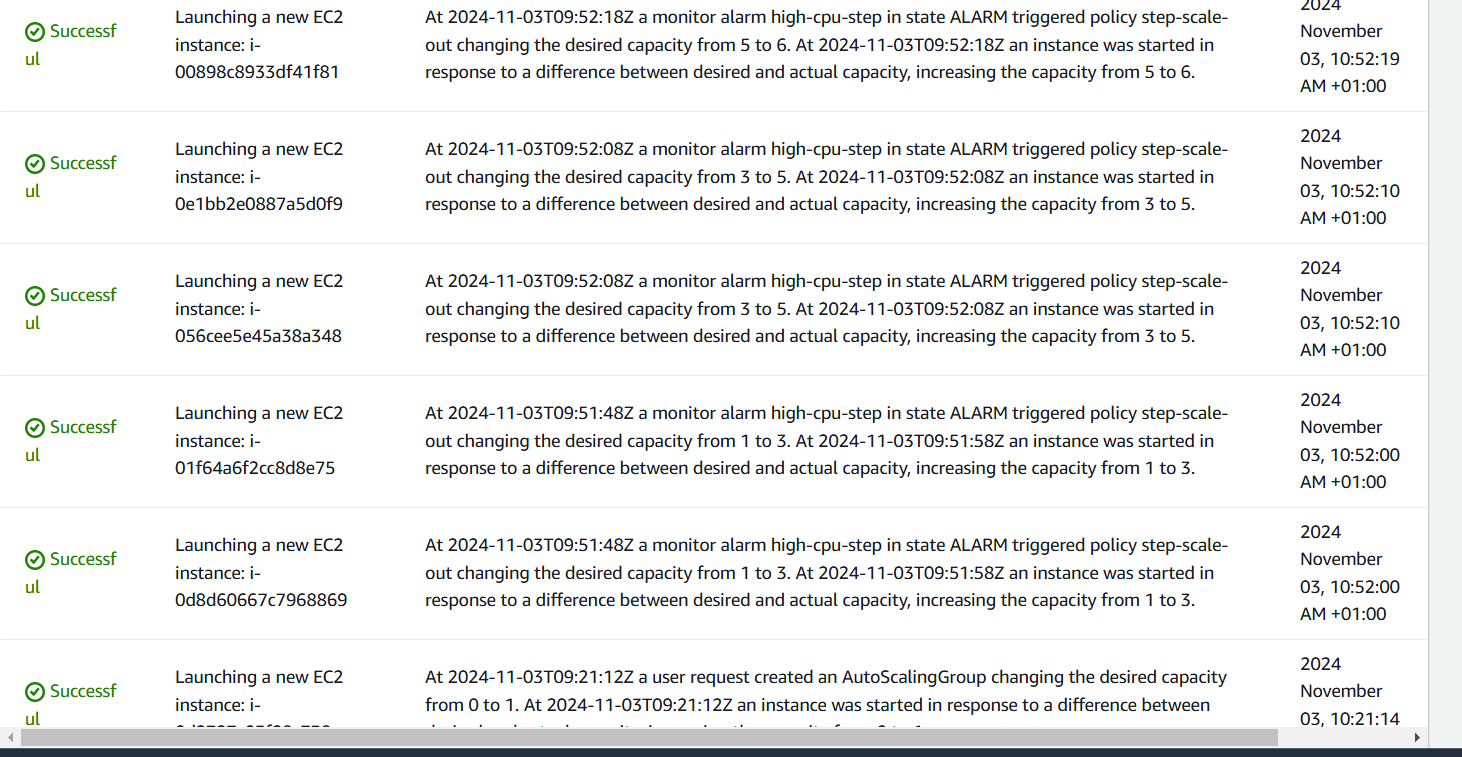 Successf
ul
Launching a new EC2
instance: i-
00898c8933df41f81
At 2024-11-03T09:52:18Z a monitor alarm high-cpu-step in state ALARM triggered policy step-scale-
out changing the desired capacity from 5 to 6. At 2024-11-03T09:52:18Z an instance was started in
response to a difference between desired and actual capacity, increasing the capacity from 5 to 6.
2024
November
03, 10:52:19
AM +01:00
Successf
ul
Launching a new EC2
instance: i-
0e1bb2e0887a5d0f9
At 2024-11-03T09:52:08Z a monitor alarm high-cpu-step in state ALARM triggered policy step-scale-
out changing the desired capacity from 3 to 5. At 2024-11-03T09:52:08Z an instance was started in
response to a difference between desired and actual capacity, increasing the capacity from 3 to 5.
2024
November
03, 10:52:10
AM +01:00
Successf
ul
Launching a new EC2
instance: i-
056cee5e45a38a348
At 2024-11-03T09:52:08Z a monitor alarm high-cpu-step in state ALARM triggered policy step-scale-
out changing the desired capacity from 3 to 5. At 2024-11-03T09:52:08Z an instance was started in
response to a difference between desired and actual capacity, increasing the capacity from 3 to 5.
2024
November
03, 10:52:10
AM +01:00
Successf
ul
Launching a new EC2
instance: i-
01f64a6f2cc8d8e75
At 2024-11-03T09:51:48Z a monitor alarm high-cpu-step in state ALARM triggered policy step-scale-
out changing the desired capacity from 1 to 3. At 2024-11-03T09:51:58Z an instance was started in
response to a difference between desired and actual capacity, increasing the capacity from 1 to 3.
2024
November
03, 10:52:00
AM +01:00
Successf
ul
Launching a new EC2
instance: i-
0d8d60667c7968869
At 2024-11-03T09:51:48Z a monitor alarm high-cpu-step in state ALARM triggered policy step-scale-
out changing the desired capacity from 1 to 3. At 2024-11-03T09:51:58Z an instance was started in
response to a difference between desired and actual capacity, increasing the capacity from 1 to 3.
2024
November
03, 10:52:00
AM +01:00
Successf
ul
Launching a new EC2
instance: i-
At 2024-11-03T09:21:12Z a user request created an AutoScalingGroup changing the desired capacity
from 0 to 1. At 2024-11-03T09:21:12Z an instance was started in response to a difference between
2024
November
03, 10:21:14